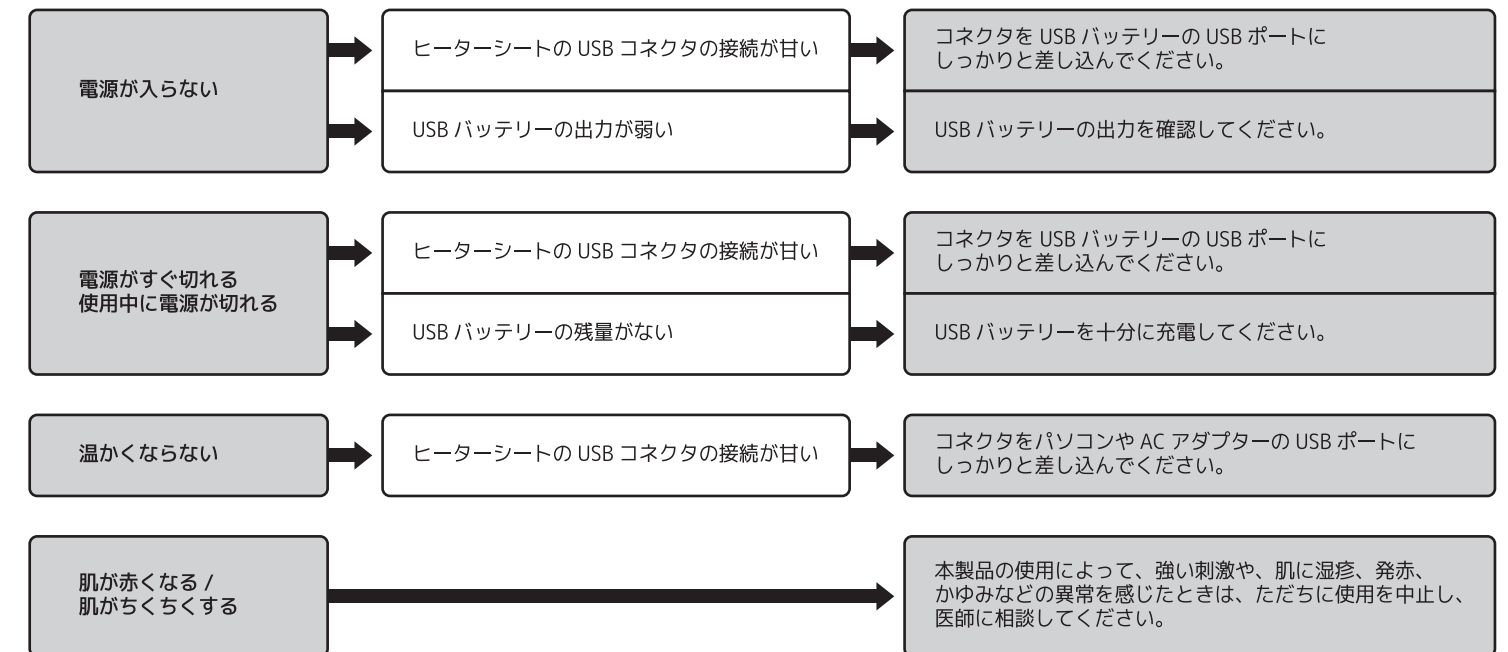 電源が入らない
ヒーターシートの USB コネクタの接続が甘い
コネクタを USB バッテリーの USB ポートに
しっかりと差し込んでください。
USB バッテリーの出力が弱い
USB バッテリーの出力を確認してください。
電源がすぐ切れる
使用中に電源が切れる
ヒーターシートの USB コネクタの接続が甘い
コネクタを USB バッテリーの USB ポートに
しっかりと差し込んでください。
USB バッテリーの残量がない
USB バッテリーを十分に充電してください。
温かくならない
ヒーターシートの USB コネクタの接続が甘い
コネクタをパソコンや AC アダプターの USB ポートに
しっかりと差し込んでください。
肌が赤くなる /
肌がちくちくする
本製品の使用によって、強い刺激や、肌に湿疹、発赤、
かゆみなどの異常を感じたときは、ただちに使用を中止し、
医師に相談してください。